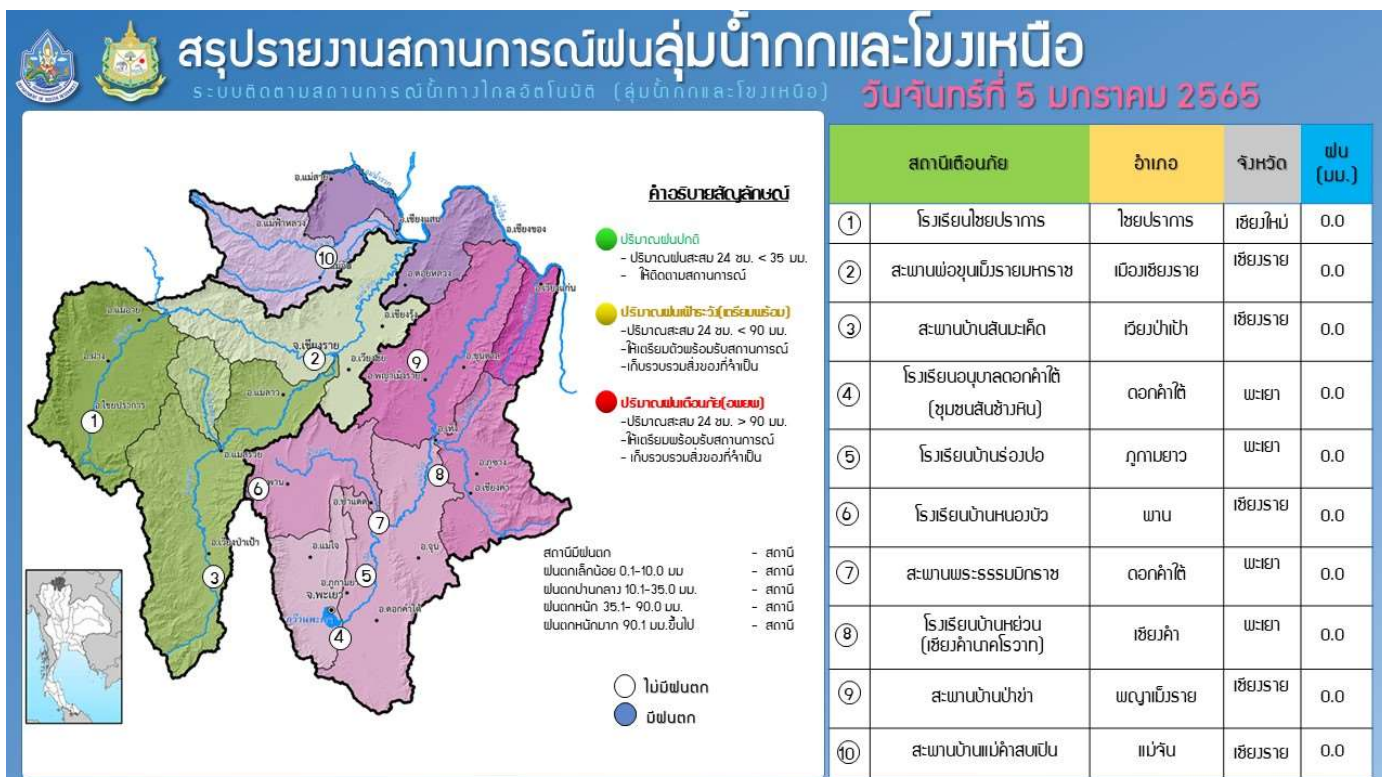 สรุปรายงานสถานการณ์ฝนลุ่มน้ำกกและโขงเหนือ
ระบบติดตามสถานการณ์น้ำทางไกลอัตโนมัติ (ลุ่มน้ำกกและโขงเหนือ)
วันจันทร์ที่ 5 มกราคม 2565
คำอธิบายสัญลักษณ์
ปริมาณฝนปกติ
- ปริมาณฝนสะสม 24 ชม. < 35 มม.
- ให้ติดตามสถานการณ์
ปริมาณฝนเฝ้าระวัง(เตรียมพร้อม)
-ปริมาณสะสม 24 ชม. < 90 มม.
-ให้เตรียมตัวพร้อมรับสถานการณ์
-เก็บรวบรวมสิ่งของที่จำเป็น
ปริมาณฝนเตือนภัย(อพยพ)
-ปริมาณสะสม 24 ชม. > 90 มม.
-ให้เตรียมพร้อมรับสถานการณ์
- เก็บรวบรวมสิ่งของที่จำเป็น
สถานีมีฝนตก - สถานี
ฝนตกเล็กน้อย 0.1-10.0 มม - สถานี
ฝนตกปานกลาง 10.1-35.0 มม. - สถานี
ฝนตกหนัก 35.1- 90.0 มม. - สถานี
ฝนตกหนักมาก 90.1 มม.ขึ้นไป - สถานี
ไม่มีฝนตก
มีฝนตก
อ.แม่สาย
อ.แม่ฟ้าหลวง
อ.เชียงแสน
อ.เชียงของ
10
อ.ดอยหลวง
อ.เวียงแก่น
อ.แม่อาย
อ.เชียงรุ้ง
จ.เชียงราย
2
อ.ฝาง
9
อ.พญาเม็งราย
อ.แม่ลาว
อ.ไชยปราการ
1
อ.เทิง
อ.แม่สรวย
อ.ภูซาง
8
อ.เชียงคำ
6
พาน
อ.ป่าแดด
7
อ.เวียงป่าเป้า
อ.แม่ใจ
อ.จุน
3
5
จ.พะเยา
อ.ดอกคำใต้
4
สถานีเตือนภัย อำเภอ จังหวัด ฝน (มม.)
1 โรงเรียนไชยปราการ ไชยปราการ เชียงใหม่ 0.0
2 สะพานพ่อขุนเม็งรายมหาราช เมืองเชียงราย เชียงราย 0.0
3 สะพานบ้านสันมะเค็ด เวียงป่าเป้า เชียงราย 0.0
4 โรงเรียนอนุบาลดอกคำใต้ (ชุมชนสันช้างหิน) ดอกคำใต้ พะเยา 0.0
5 โรงเรียนบ้านร่องปอ ภูกามยาว พะเยา 0.0
6 โรงเรียนบ้านหนองบัว พาน เชียงราย 0.0
7 สะพานพระธรรมมิกราช ดอกคำใต้ พะเยา 0.0
8 โรงเรียนบ้านหย่วน (เชียงคำนาคโรวาท) เชียงคำ พะเยา 0.0
9 สะพานบ้านป่าข่า พญาเม็งราย เชียงราย 0.0
10 สะพานบ้านแม่คำสบเปิน แม่จัน เชียงราย 0.0